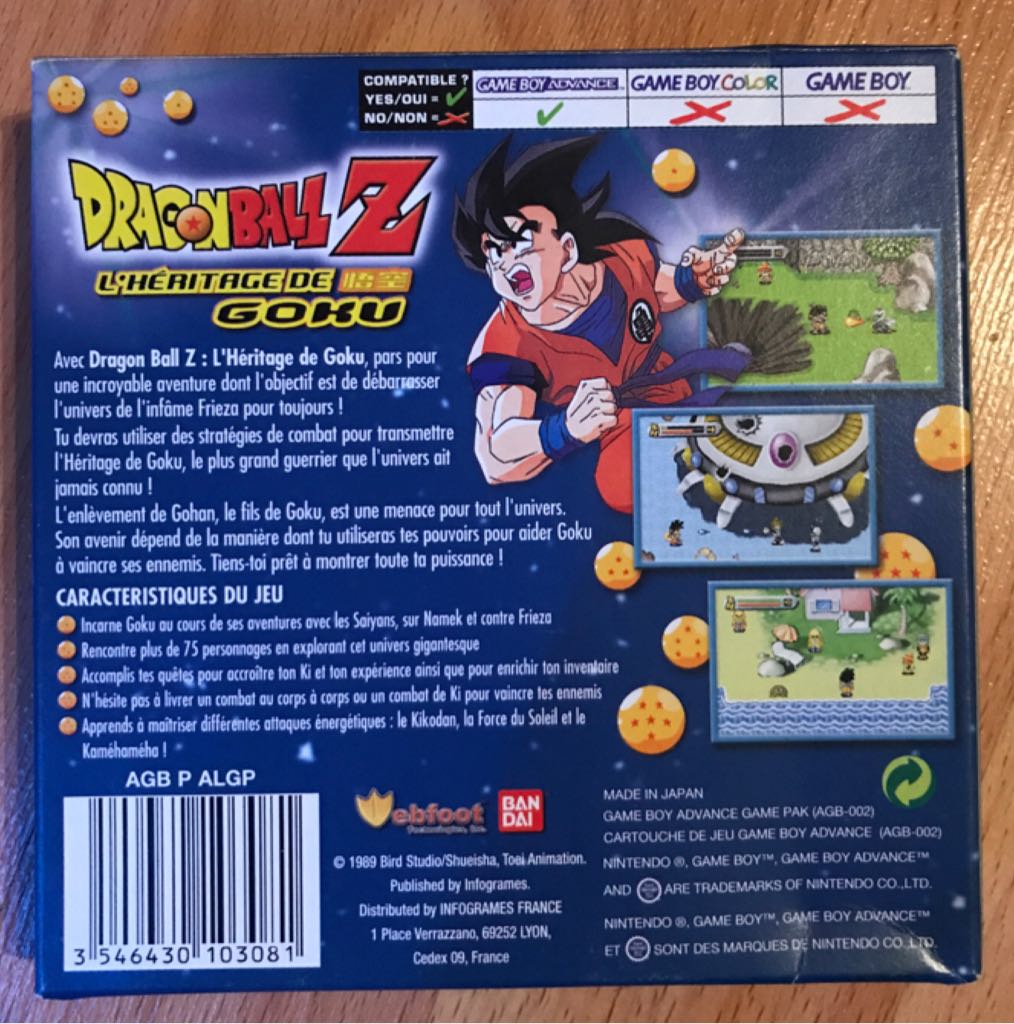 COMPATIBLE ?
YES/OUI =
NO/NON =
GAME BOY ADVANCE™
GAME BOY COLOR
GAME BOY™
DRAGON BALL Z
L'HÉRITAGE DE 悟空
GOKU
Avec Dragon Ball Z : L'Héritage de Goku, pars pour
une incroyable aventure dont l'objectif est de débarrasser
l'univers de l'infâme Frieza pour toujours !
Tu devras utiliser des stratégies de combat pour transmettre
l'Héritage de Goku, le plus grand guerrier que l'univers ait
jamais connu !
L'enlèvement de Gohan, le fils de Goku, est une menace pour tout l'univers.
Son avenir dépend de la manière dont tu utiliseras tes pouvoirs pour aider Goku
à vaincre ses ennemis. Tiens-toi prêt à montrer toute ta puissance !
CARACTERISTIQUES DU JEU
Incarne Goku au cours de ses aventures avec les Saiyans, sur Namek et contre Frieza
Rencontre plus de 75 personnages en explorant cet univers gigantesque
Accomplis tes quêtes pour accroître ton Ki et ton expérience ainsi que pour enrichir ton inventaire
N'hésite pas à livrer un combat au corps à corps ou un combat de Ki pour vaincre tes ennemis
Apprends à maîtriser différentes attaques énergétiques : le Kikodan, la Force du Soleil et le
Kaméhaméha !
AGB P ALGP
3 546430 103081
Webfoot
Technologies, Inc.
BAN
DAI
© 1989 Bird Studio/Shueisha, Toei Animation.
Published by Infogrames.
Distributed by INFOGRAMES FRANCE
1 Place Verrazzano, 69252 LYON,
Cedex 09, France
MADE IN JAPAN
GAME BOY ADVANCE GAME PAK (AGB-002)
CARTOUCHE DE JEU GAME BOY ADVANCE (AGB-002)
NINTENDO ®, GAME BOY™, GAME BOY ADVANCE™
AND ARE TRADEMARKS OF NINTENDO CO.,LTD.
NINTENDO ®, GAME BOY™, GAME BOY ADVANCE™
ET SONT DES MARQUES DE NINTENDO CO.,LTD.